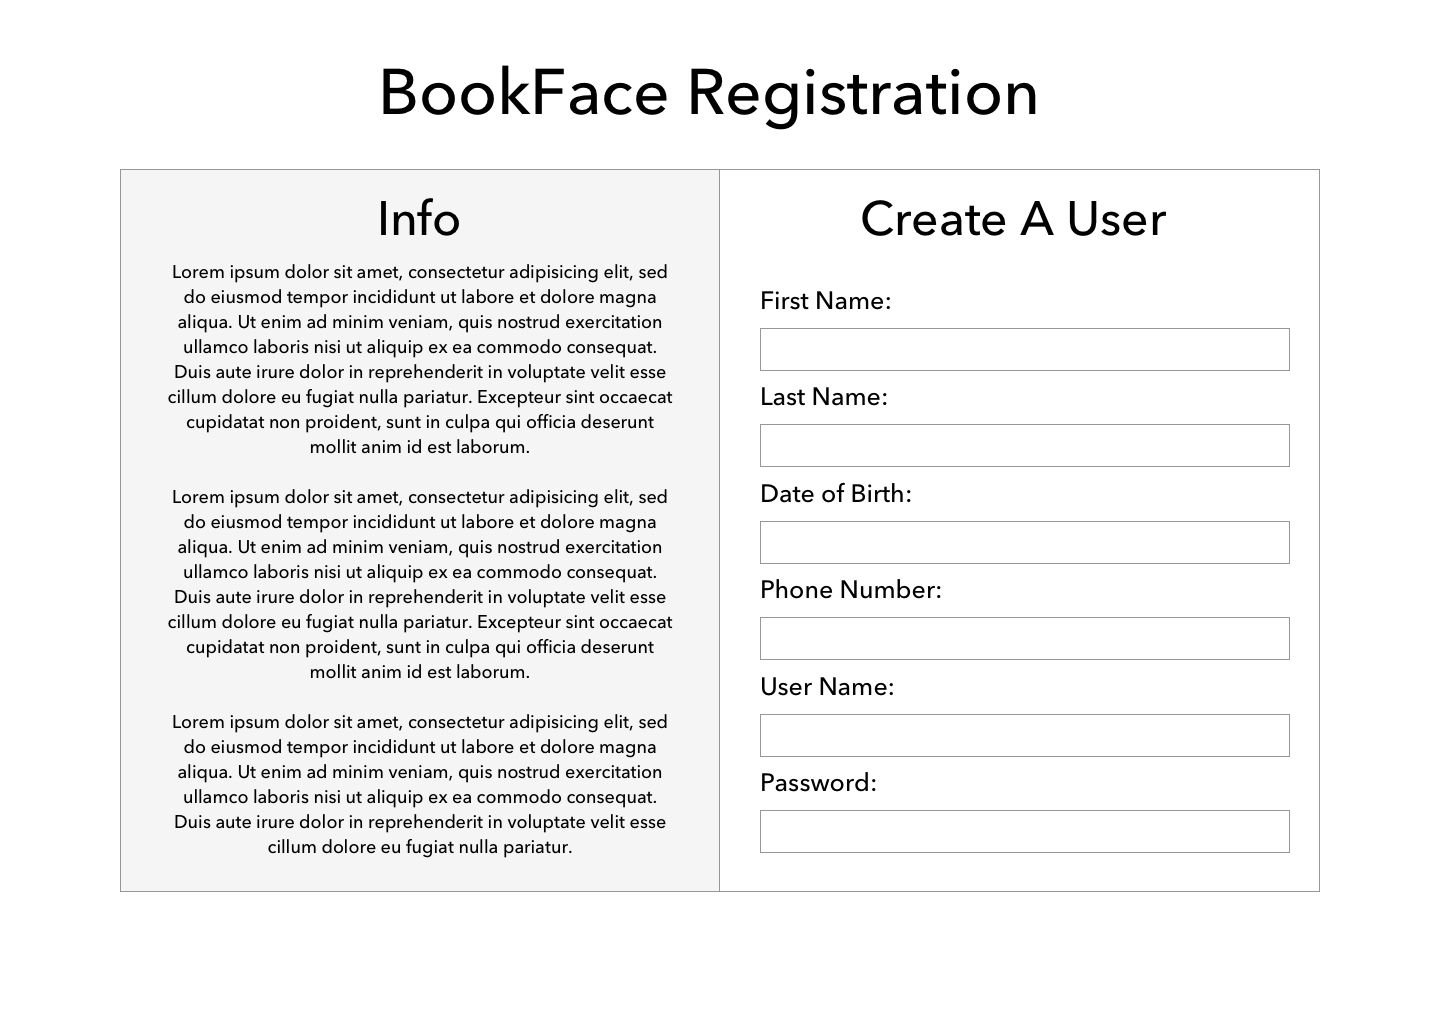 BookFace Registration
Info
Lorem ipsum dolor sit amet, consectetur adipisicing elit, sed
do eiusmod tempor incididunt ut labore et dolore magna
aliqua. Ut enim ad minim veniam, quis nostrud exercitation
ullamco laboris nisi ut aliquip ex ea commodo consequat.
Duis aute irure dolor in reprehenderit in voluptate velit esse
cillum dolore eu fugiat nulla pariatur. Excepteur sint occaecat
cupidatat non proident, sunt in culpa qui officia deserunt
mollit anim id est laborum.
Lorem ipsum dolor sit amet, consectetur adipisicing elit, sed
do eiusmod tempor incididunt ut labore et dolore magna
aliqua. Ut enim ad minim veniam, quis nostrud exercitation
ullamco laboris nisi ut aliquip ex ea commodo consequat.
Duis aute irure dolor in reprehenderit in voluptate velit esse
cillum dolore eu fugiat nulla pariatur. Excepteur sint occaecat
cupidatat non proident, sunt in culpa qui officia deserunt
mollit anim id est laborum.
Lorem ipsum dolor sit amet, consectetur adipisicing elit, sed
do eiusmod tempor incididunt ut labore et dolore magna
aliqua. Ut enim ad minim veniam, quis nostrud exercitation
ullamco laboris nisi ut aliquip ex ea commodo consequat.
Duis aute irure dolor in reprehenderit in voluptate velit esse
cillum dolore eu fugiat nulla pariatur.
Create A User
First Name:
Last Name:
Date of Birth:
Phone Number:
User Name:
Password: